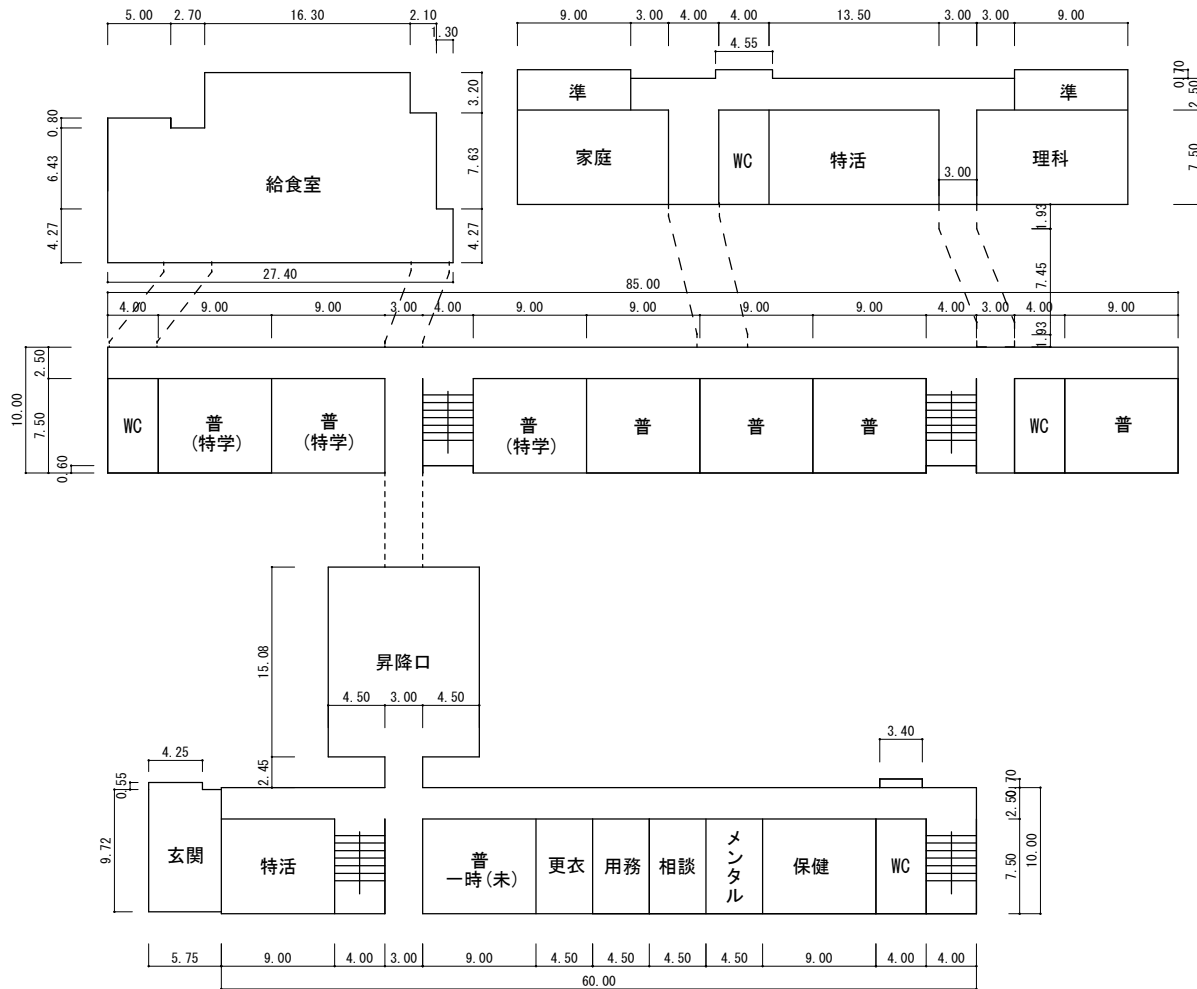 5.00 2.70 16.30 2.10
1.30
9.00 3.00 4.00 4.00 13.50 3.00 3.00 9.00
4.55
0.70
2.50
7.50
3.20
7.63
4.27
0.80
6.43
4.27
準
準
家庭
WC
特活
3.00
理科
給食室
27.40
1.93
7.45
1.93
85.00
4.00 9.00 9.00 3.00 4.00 9.00 9.00 9.00 9.00 4.00 3.00 4.00 9.00
2.50
10.00
7.50
0.60
WC
普
(特学)
普
(特学)
普
(特学)
普
普
普
WC
普
15.08
昇降口
4.50 3.00 4.50
2.45
4.25
0.55
9.72
3.40
0.70
2.50
7.50
10.00
玄関
特活
普
一時(未)
更衣
用務
相談
メンタル
保健
WC
5.75 9.00 4.00 3.00 9.00 4.50 4.50 4.50 4.50 9.00 4.00 4.00
60.00